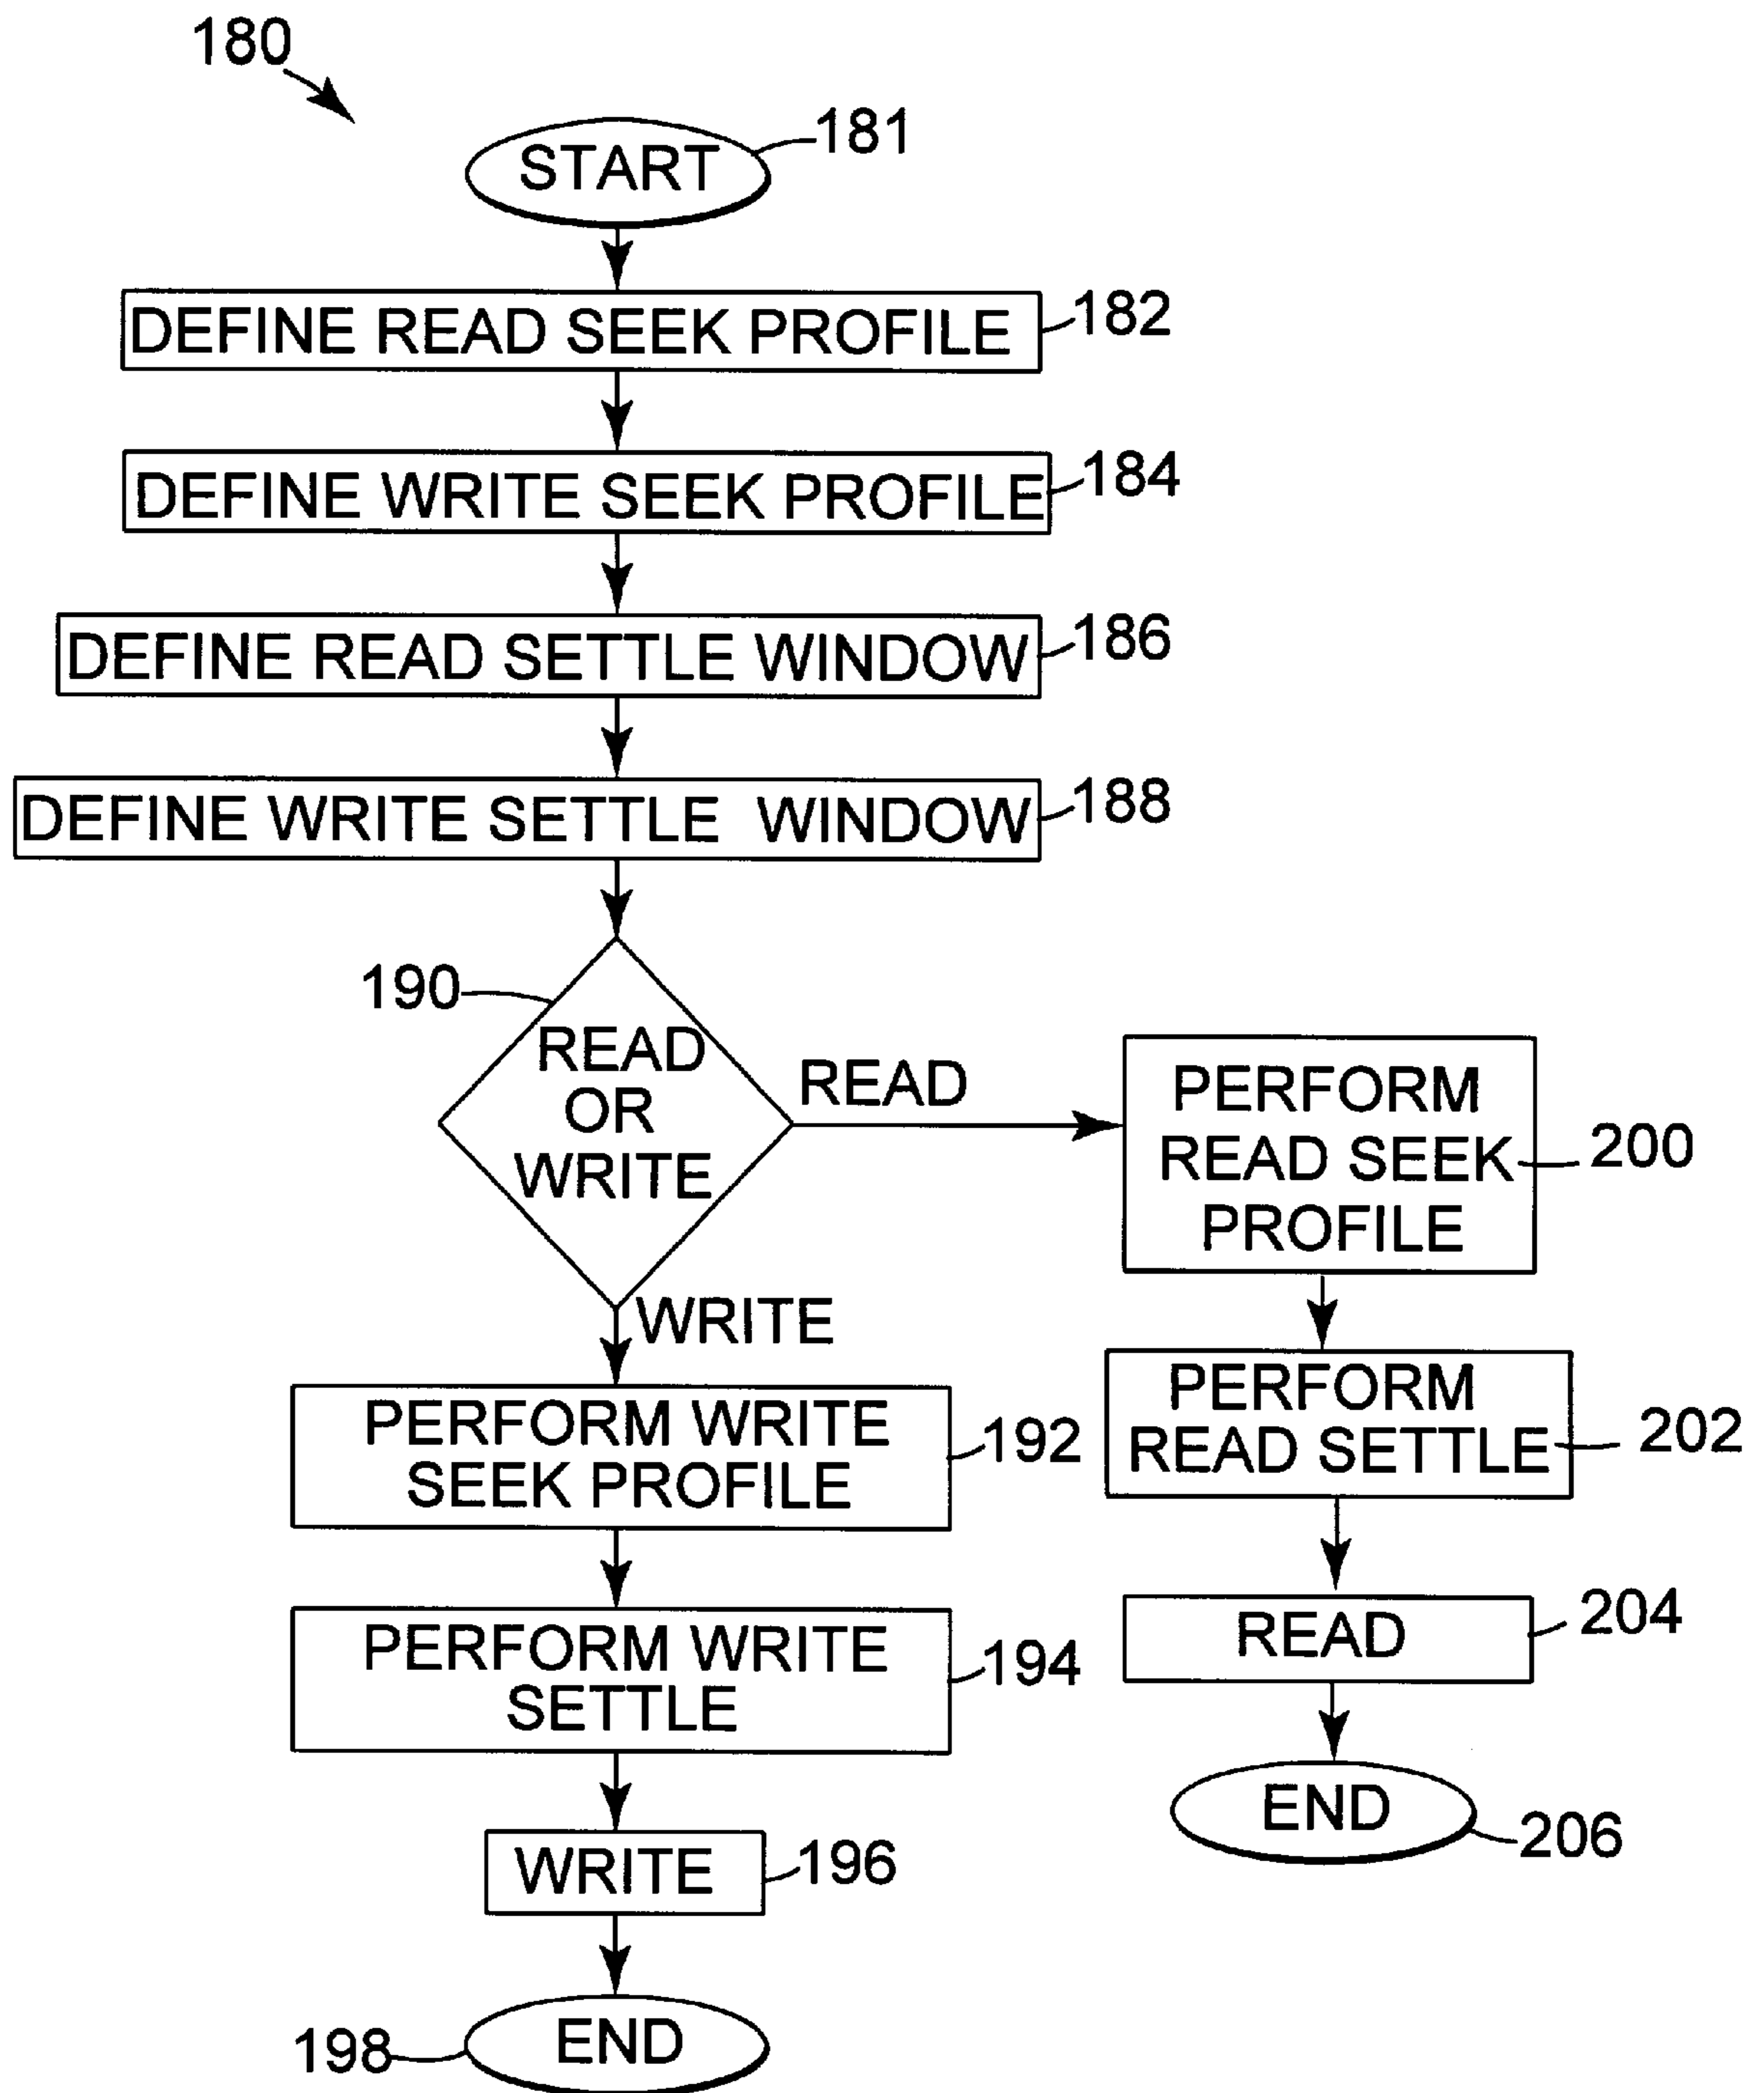 180
START
181
DEFINE READ SEEK PROFILE
182
DEFINE WRITE SEEK PROFILE
184
DEFINE READ SETTLE WINDOW
186
DEFINE WRITE SETTLE WINDOW
188
190
READ
OR
WRITE
READ
WRITE
PERFORM
READ SEEK
PROFILE
200
PERFORM
READ SETTLE
202
READ
204
END
206
PERFORM WRITE
SEEK PROFILE
192
PERFORM WRITE
SETTLE
194
WRITE
196
END
198